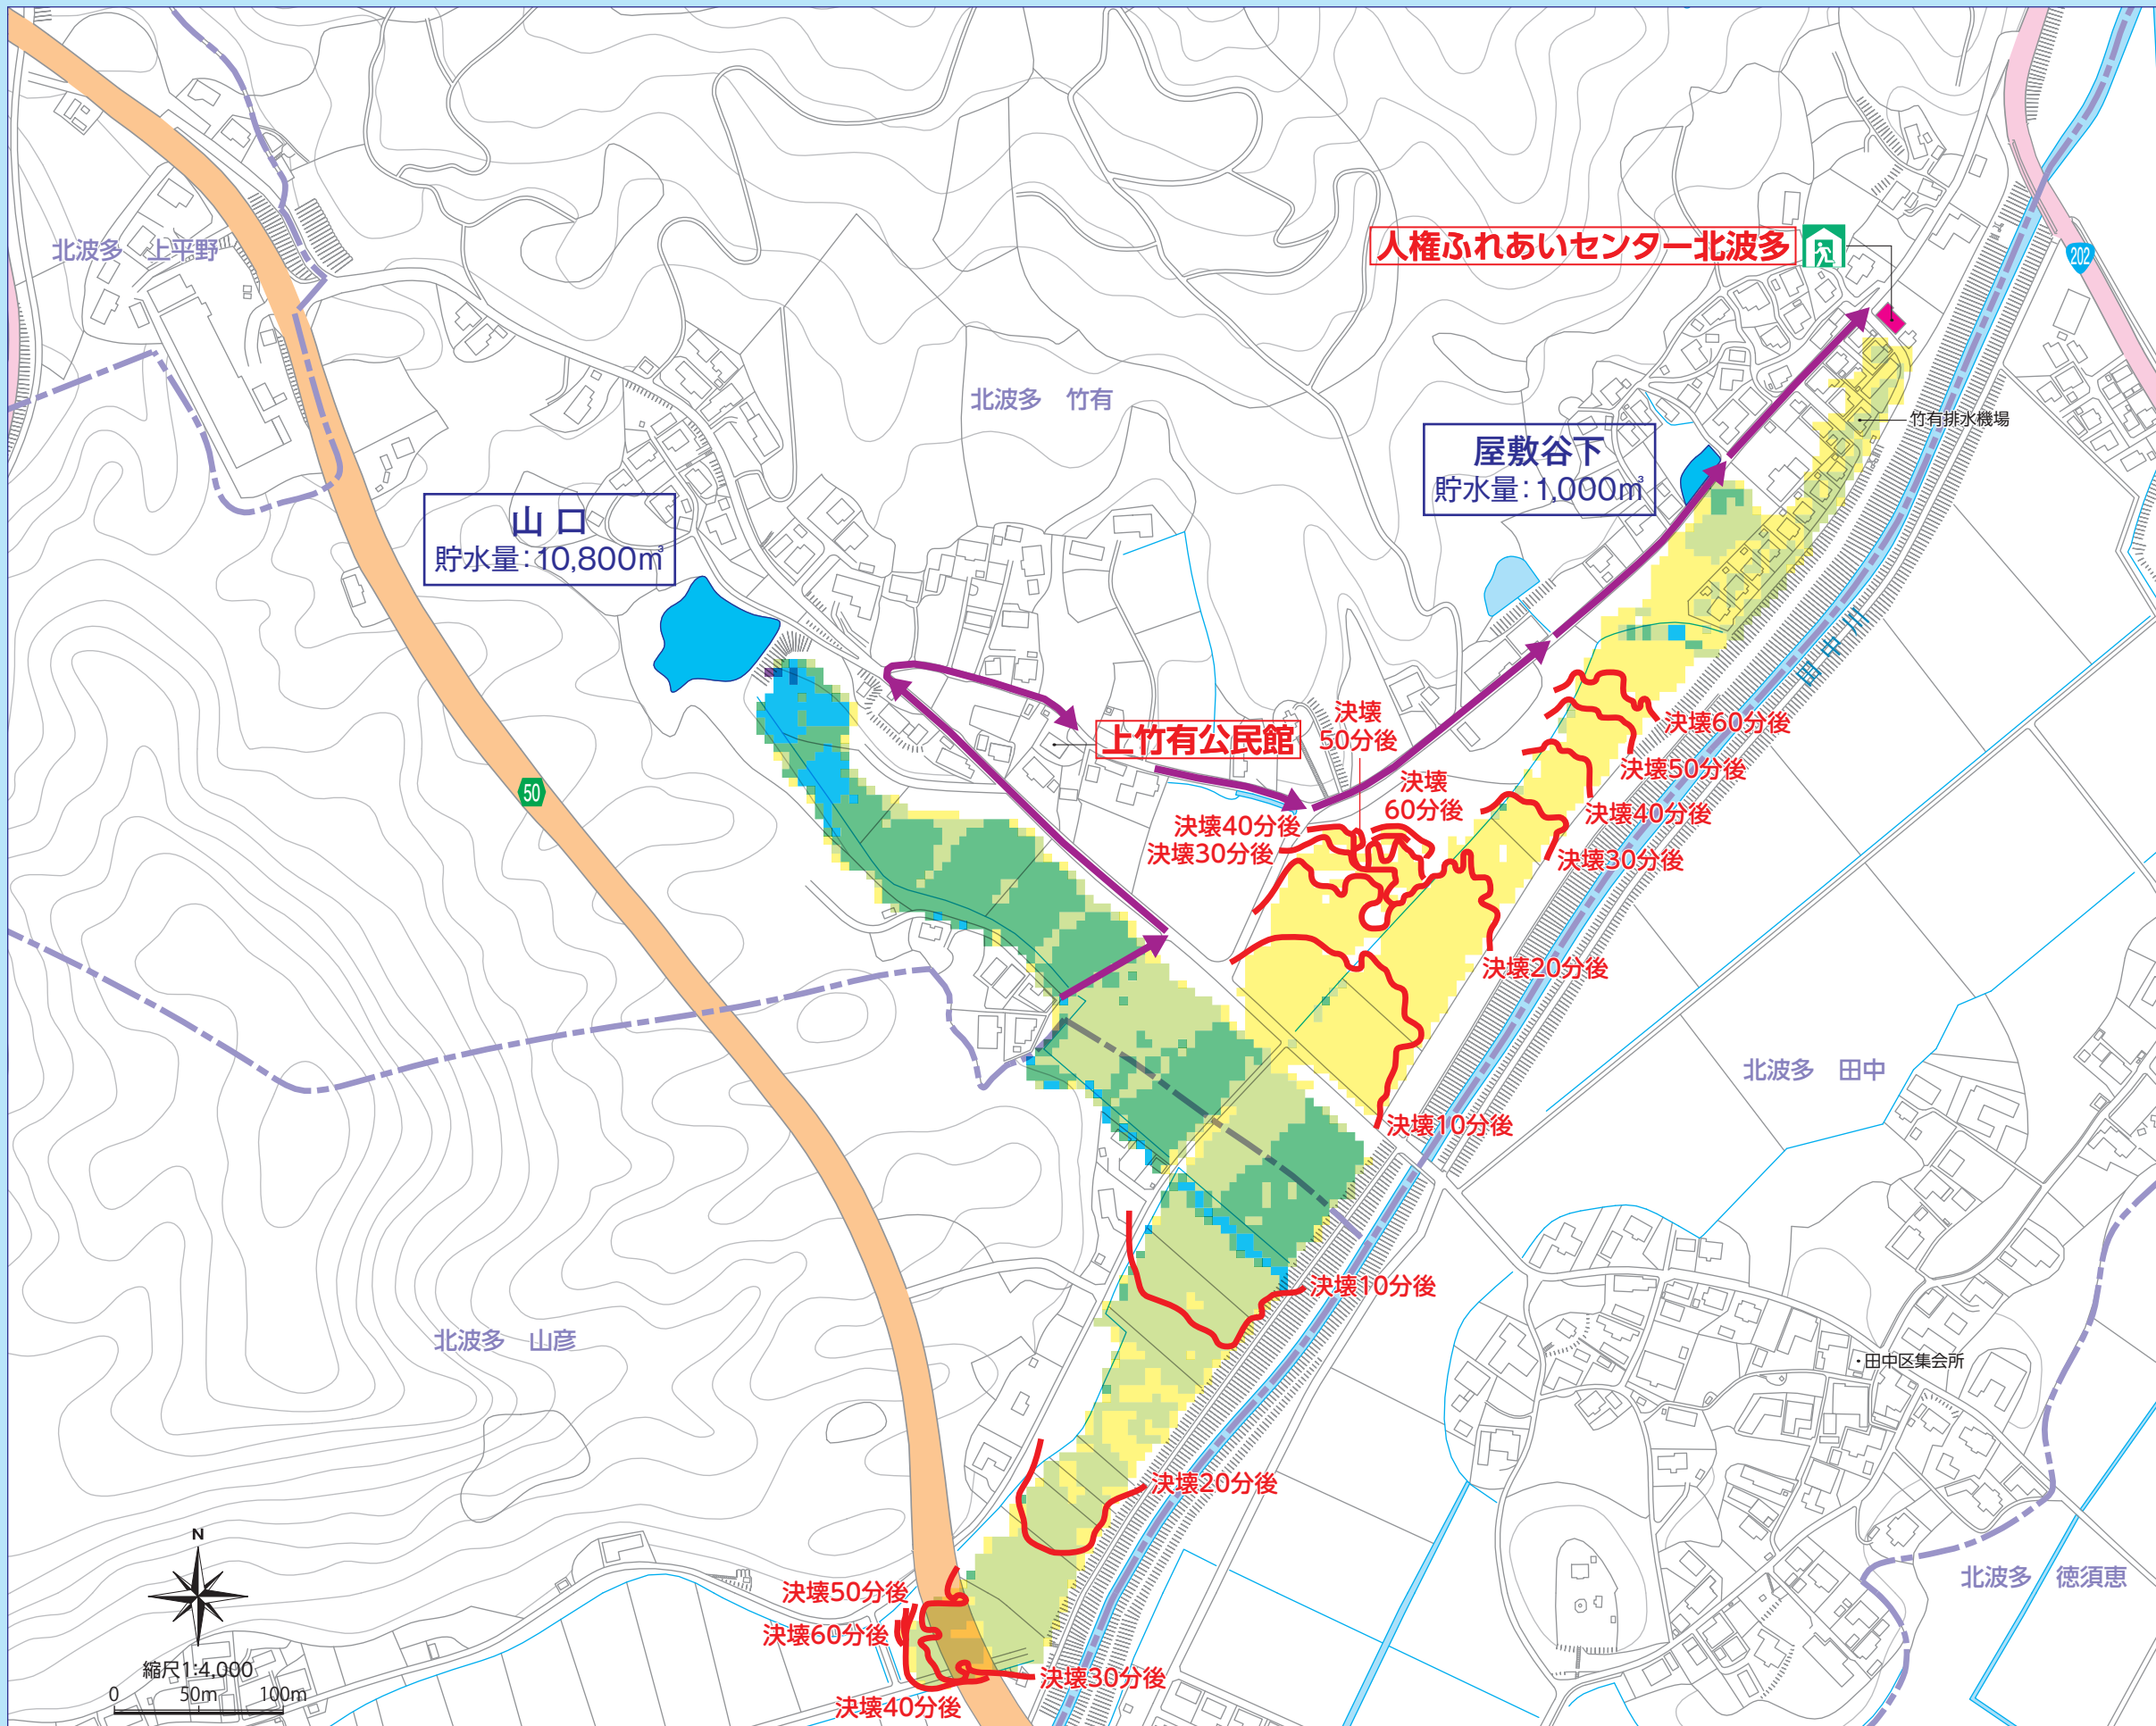 北波多 上平野
人権ふれあいセンター北波多
202
北波多 竹有
竹有排水機場
屋敷谷下
貯水量：1,000㎥
山口
貯水量：10,800㎥
田中川
上竹有公民館
決壊
50分後
決壊60分後
決壊50分後
決壊
60分後
50
決壊40分後
決壊40分後
決壊30分後
決壊30分後
決壊20分後
北波多 田中
決壊10分後
決壊10分後
北波多 山彦
田中区集会所
決壊20分後
北波多 徳須恵
N
決壊50分後
決壊60分後
縮尺1:4,000
0 50m 100m
決壊30分後
決壊40分後